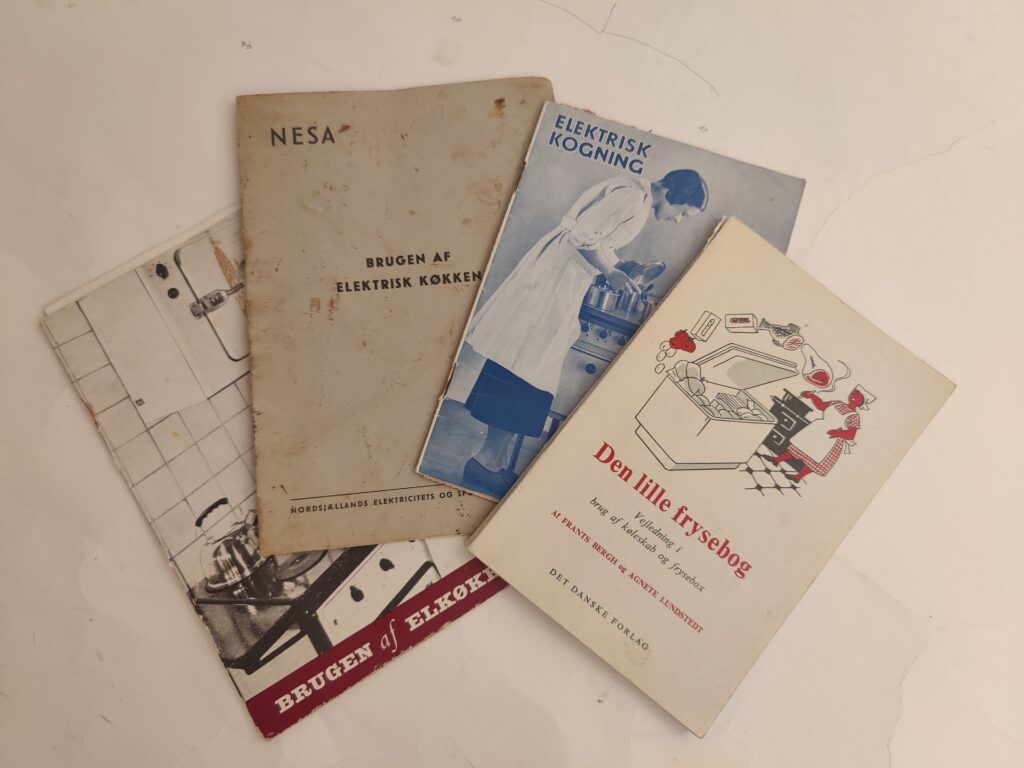 NESA
BRUGEN AF
ELEKTRISK KØKKEN
NORDSJÆLLANDS ELEKTRICITETS OG
ELEKTRISK
KOGNING
Den lille frysebog
Vejledning i
brug af køleskab og frysebox
Af FRANTS BERGH og AGNETE LUNDSTEDT
DET DANSKE FORLAG
BRUGEN af